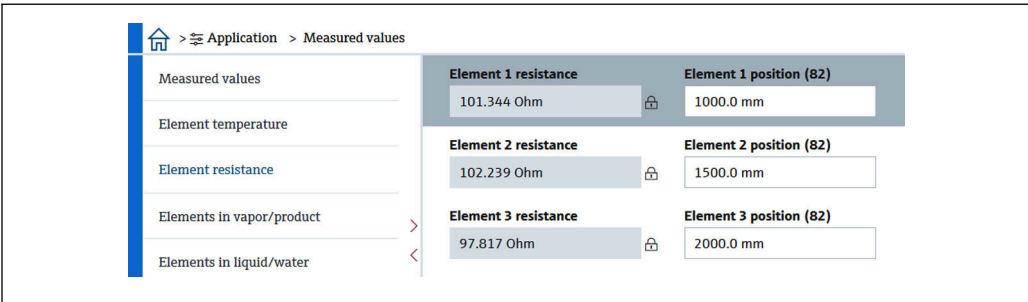 > Application > Measured values
Measured values
Element temperature
Element resistance
Elements in vapor/product
Elements in liquid/water
Element 1 resistance Element 1 position (82)
101.344 Ohm 1000.0 mm
Element 2 resistance Element 2 position (82)
102.239 Ohm 1500.0 mm
Element 3 resistance Element 3 position (82)
97.817 Ohm 2000.0 mm